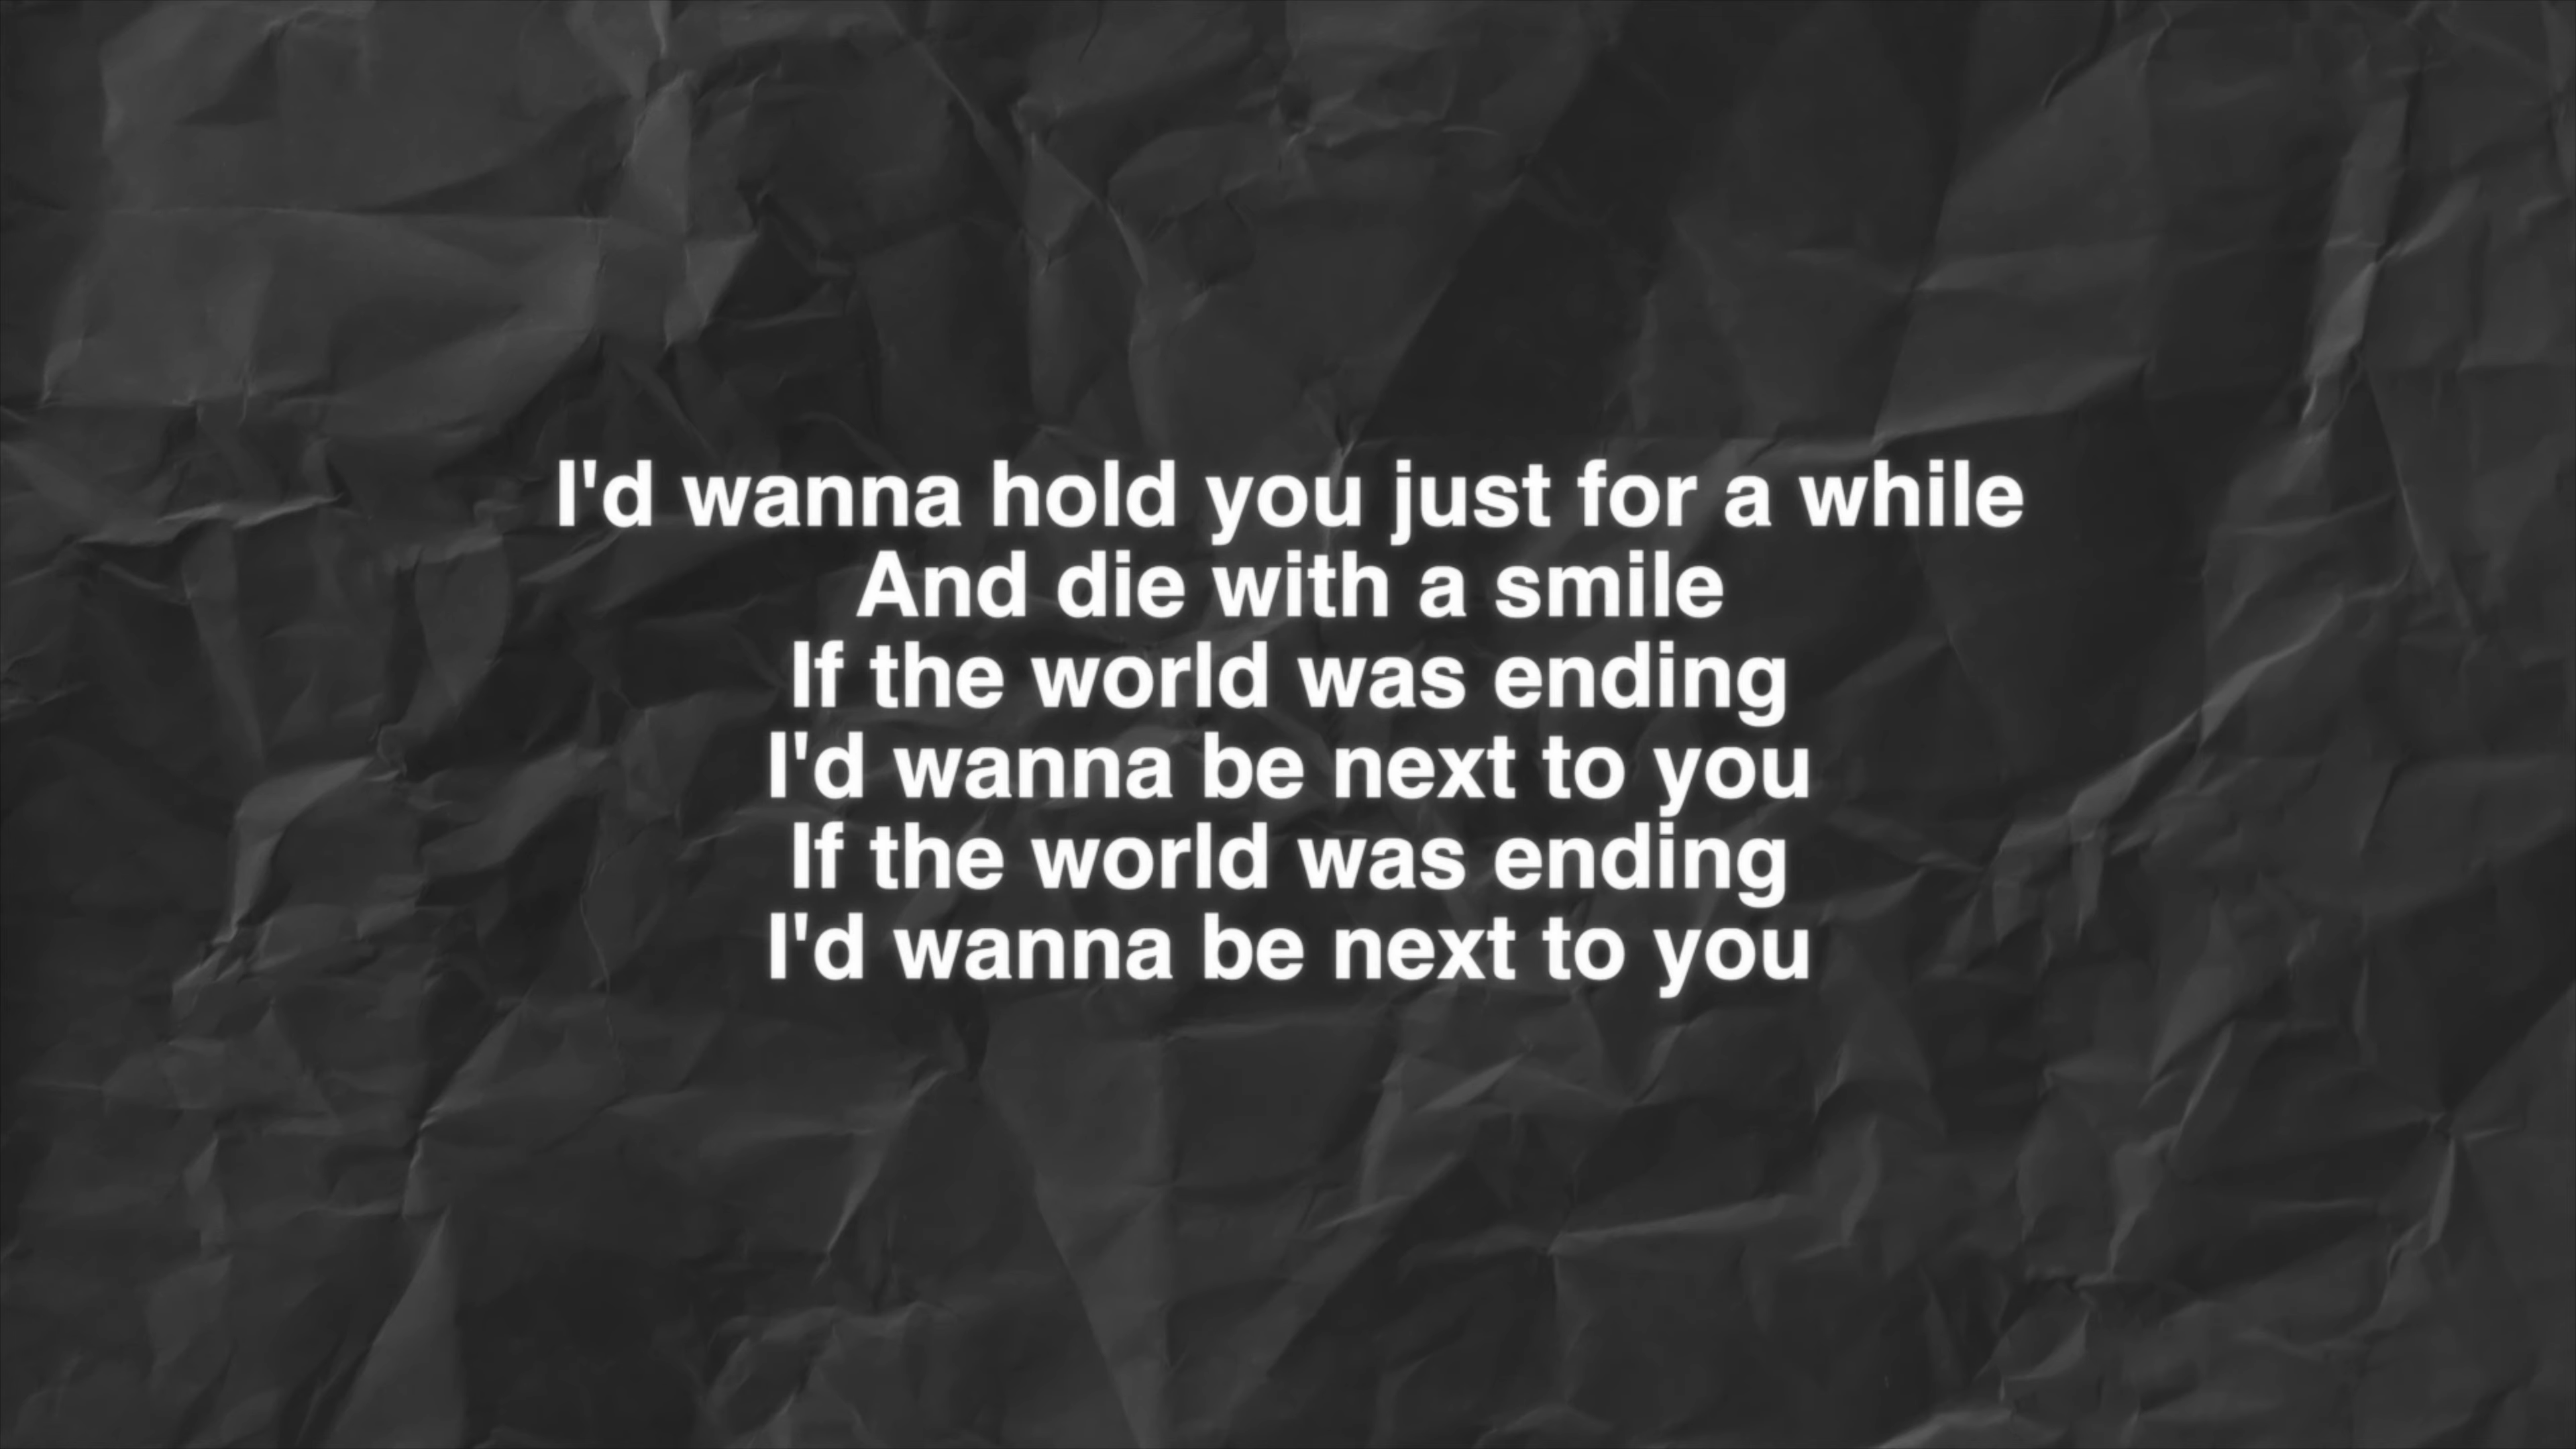 I'd wanna hold you just for a while
And die with a smile
If the world was ending
I'd wanna be next to you
If the world was ending
I'd wanna be next to you